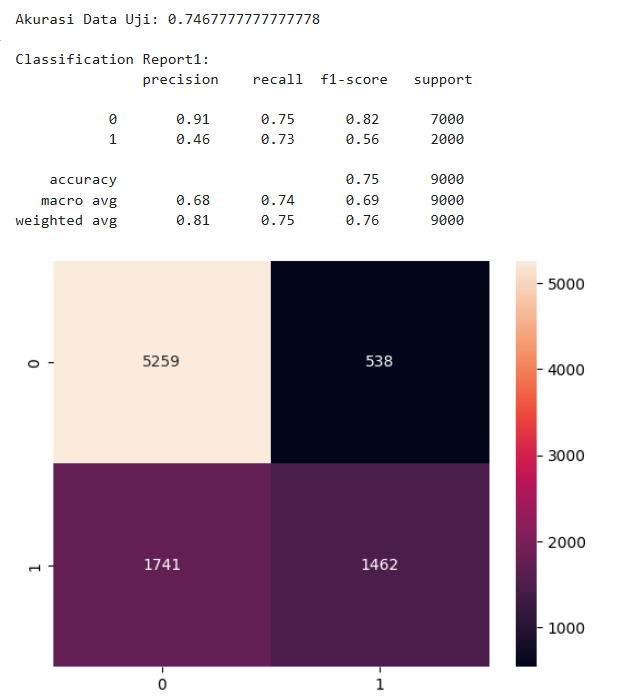 Akurasi Data Uji: 0.7467777777777778
Classification Report1:
precision recall f1-score support
0 0.91 0.75 0.82 7000
1 0.46 0.73 0.56 2000
accuracy 0.75 9000
macro avg 0.68 0.74 0.69 9000
weighted avg 0.81 0.75 0.76 9000
5000
0 5259 538
4000
3000
2000
1 1741 1462
1000
0 1